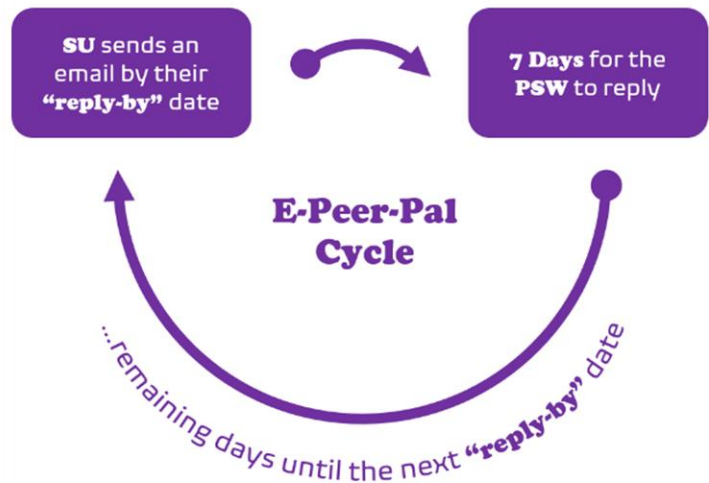 SU sends an
email by their
“reply-by” date
7 Days for the
PSW to reply
E-Peer-Pal
Cycle
...remaining days until the next “reply-by” date